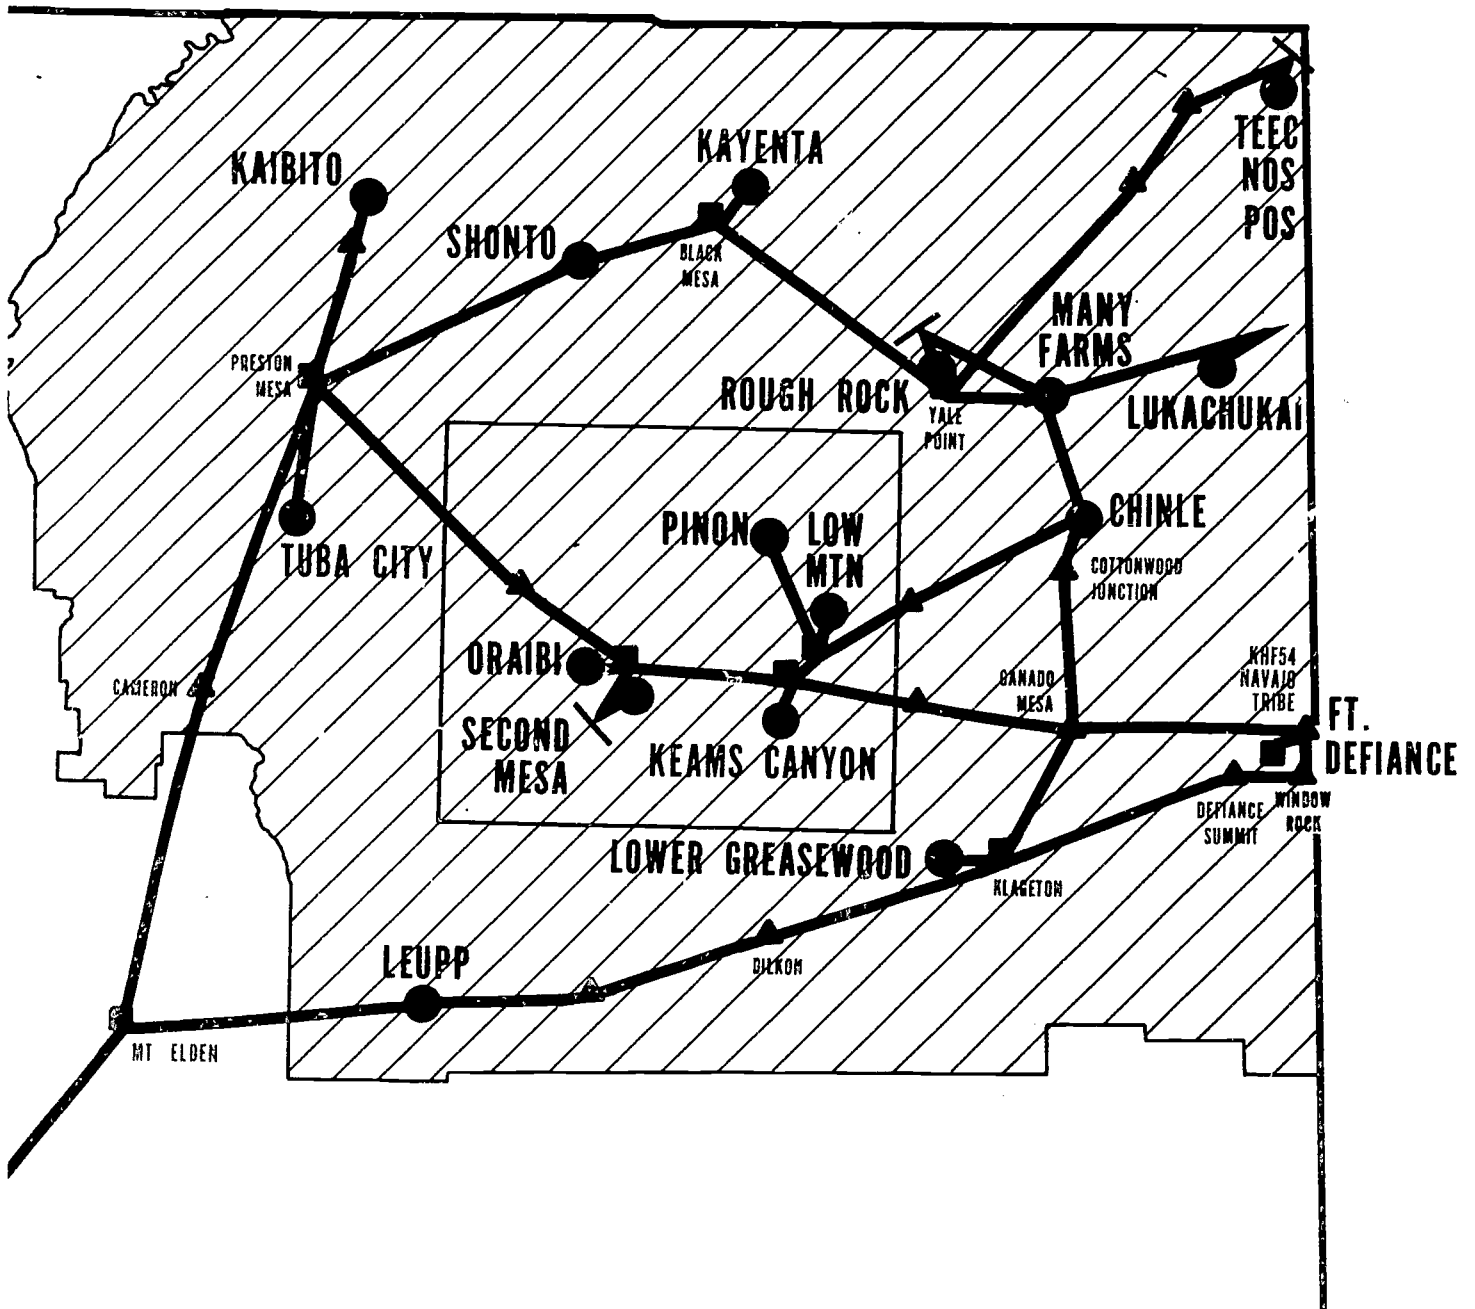 KAIBITO
KAYENTA
TEEC
NOS
POS
SHONTO
BLACK
MESA
MANY
FARMS
PRESTON
MESA
ROUGH ROCK
YALE
POINT
LUKACHUKAI
PINON
LOW
MTN
CHINLE
TUBA CITY
COTTONWOOD
JUNCTION
ORAIBI
CAMERON
GANADO
MESA
KHF54
NAVAJO
TRIBE
FT.
DEFIANCE
SECOND
MESA
KEAMS CANYON
DEFIANCE
SUMMIT
WINDOW
ROCK
LOWER GREASEWOOD
KLAGETOH
LEUPP
DILKON
MT ELDEN